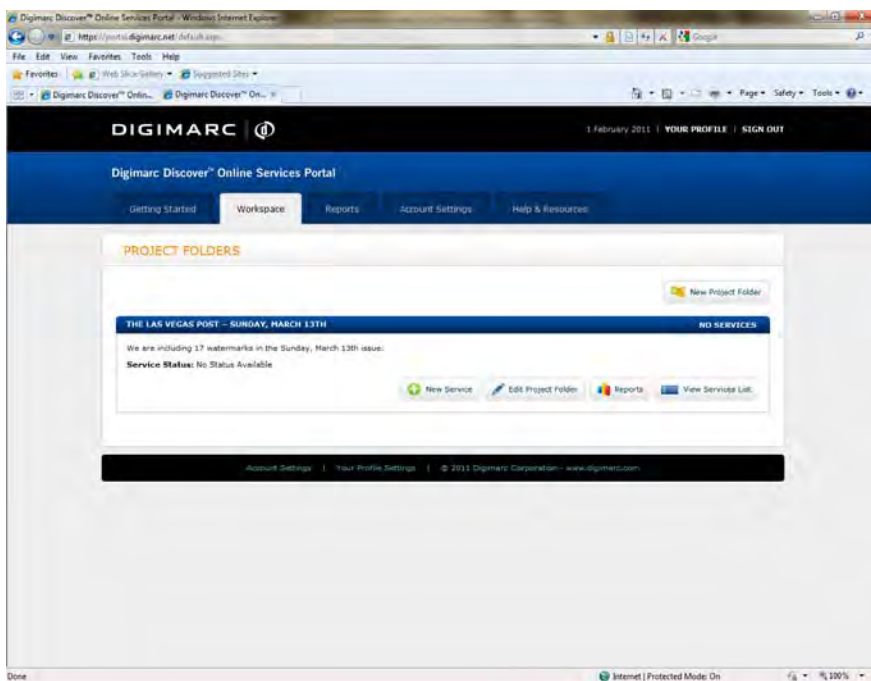 Digimarc Discover™ Online Services Portal - Windows Internet Explorer
https://portal.digimarc.net/default.aspx
Google
File Edit View Favorites Tools Help
Favorites Web Slice Gallery Suggested Sites
Digimarc Discover™ Onlin... Digimarc Discover™ On... Page Safety Tools
DIGIMARC 1 February 2011 | YOUR PROFILE | SIGN OUT
Digimarc Discover™ Online Services Portal
Getting Started Workspace Reports Account Settings Help & Resources
PROJECT FOLDERS
New Project Folder
THE LAS VEGAS POST – SUNDAY, MARCH 13TH NO SERVICES
We are including 17 watermarks in the Sunday, March 13th issue.
Service Status: No Status Available
New Service Edit Project Folder Reports View Services List
Account Settings | Your Profile Settings | © 2011 Digimarc Corporation - www.digimarc.com
Done Internet | Protected Mode: On 100%